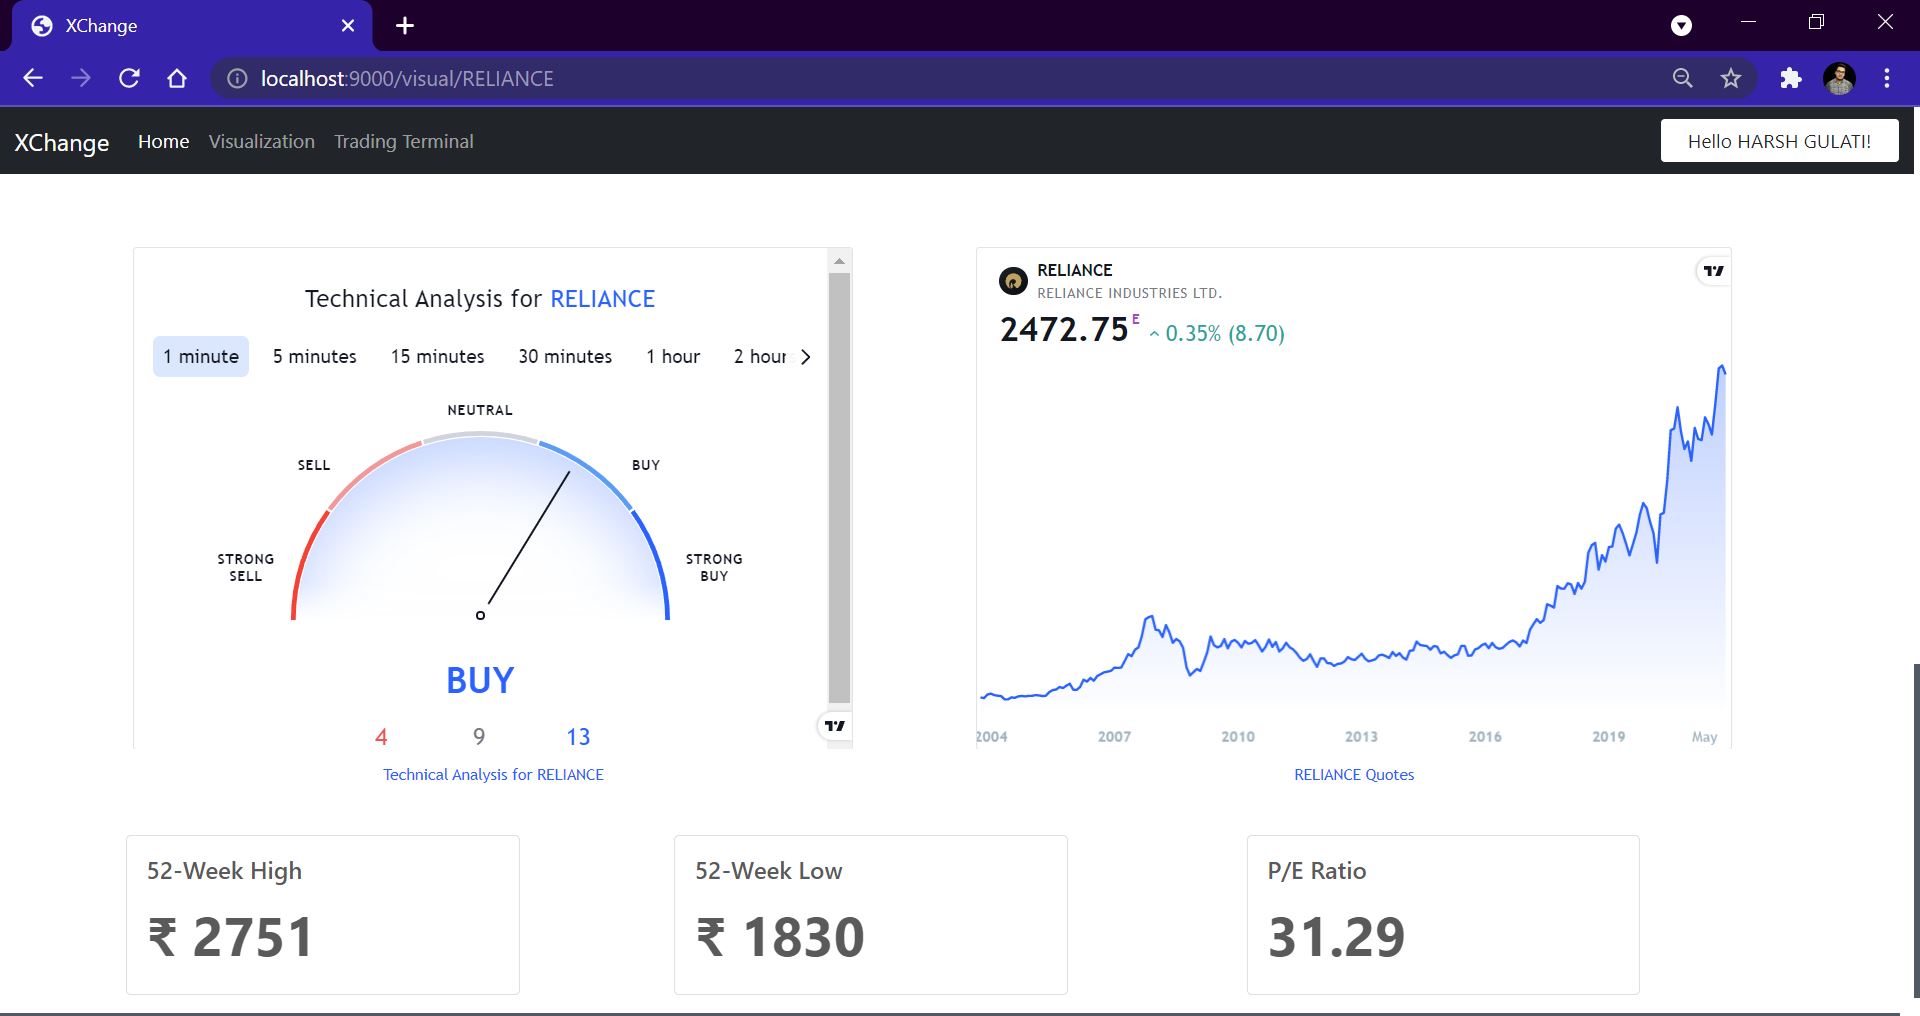 XChange
localhost:9000/visual/RELIANCE
XChange Home Visualization Trading Terminal Hello HARSH GULATI!
Technical Analysis for RELIANCE
1 minute 5 minutes 15 minutes 30 minutes 1 hour 2 hour
NEUTRAL
SELL BUY
STRONG SELL
STRONG BUY
BUY
4 9 13
Technical Analysis for RELIANCE
RELIANCE
RELIANCE INDUSTRIES LTD.
2472.75 E 0.35% (8.70)
2004 2007 2010 2013 2016 2019 May
RELIANCE Quotes
52-Week High
₹ 2751
52-Week Low
₹ 1830
P/E Ratio
31.29